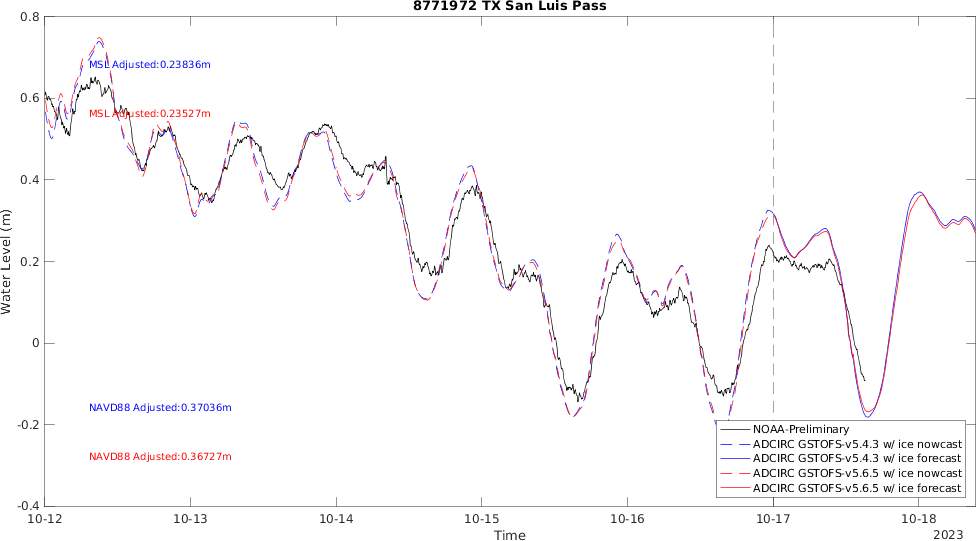 8771972 TX San Luis Pass
0.8
0.6
0.4
0.2
0
-0.2
-0.4
Water Level (m)
MSL Adjusted:0.23836m
MSL Adjusted:0.23527m
NAVD88 Adjusted:0.37036m
NAVD88 Adjusted:0.36727m
NOAA-Preliminary
ADCIRC GSTOFS-v5.4.3 w/ ice nowcast
ADCIRC GSTOFS-v5.4.3 w/ ice forecast
ADCIRC GSTOFS-v5.6.5 w/ ice nowcast
ADCIRC GSTOFS-v5.6.5 w/ ice forecast
10-12 10-13 10-14 10-15 10-16 10-17 10-18
Time
2023